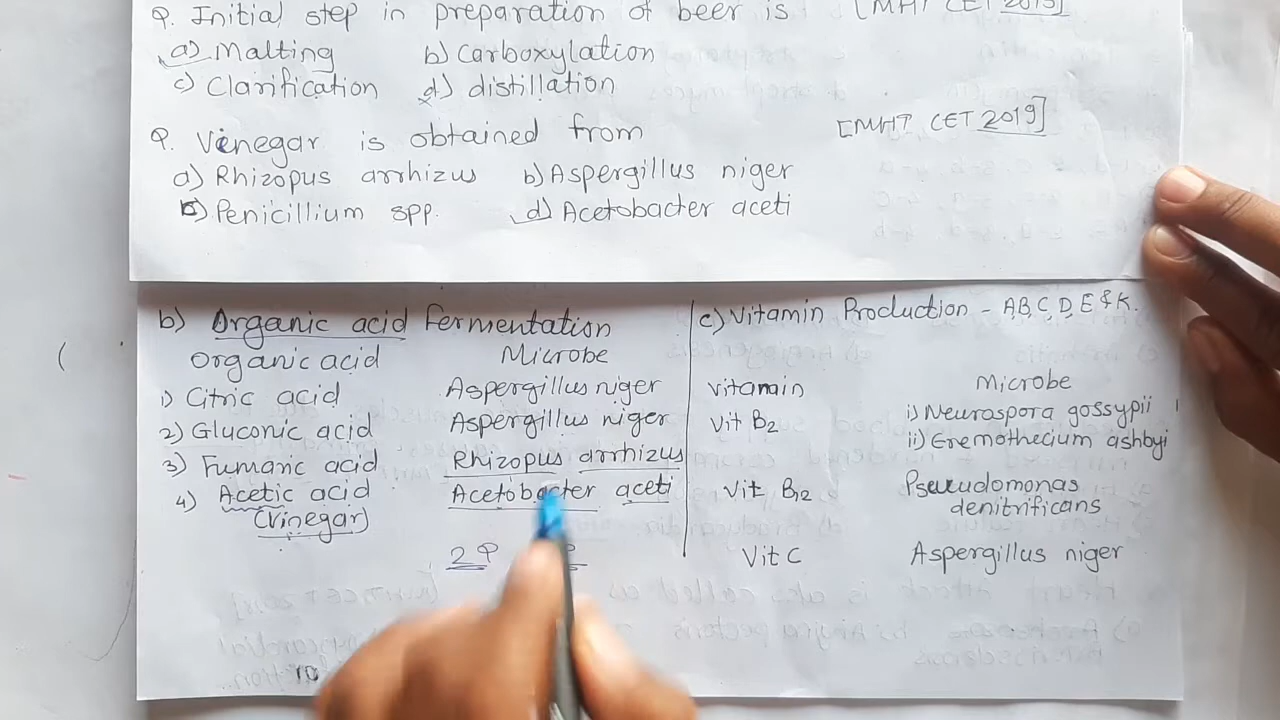 Q. Initial step in preparation of beer is [MHT CET 2015]
a) Malting b) Carboxylation
c) Clarification d) distillation
Q. Vinegar is obtained from [MHT CET 2019]
a) Rhizopus arrhizus b) Aspergillus niger
c) Penicillium spp. d) Acetobacter aceti
b) Organic acid Fermentation
Organic acid Microbe
1) Citric acid Aspergillus niger
2) Gluconic acid Aspergillus niger
3) Fumaric acid Rhizopus arrhizus
4) Acetic acid Acetobacter aceti
(Vinegar)
2 P
c) Vitamin Production - A,B,C,D,E & K.
Vitamin Microbe
Vit B2 i) Neurospora gossypii
ii) Eremothecium ashbyi
Vit B12 Pseudomonas
denitrificans
Vit C Aspergillus niger